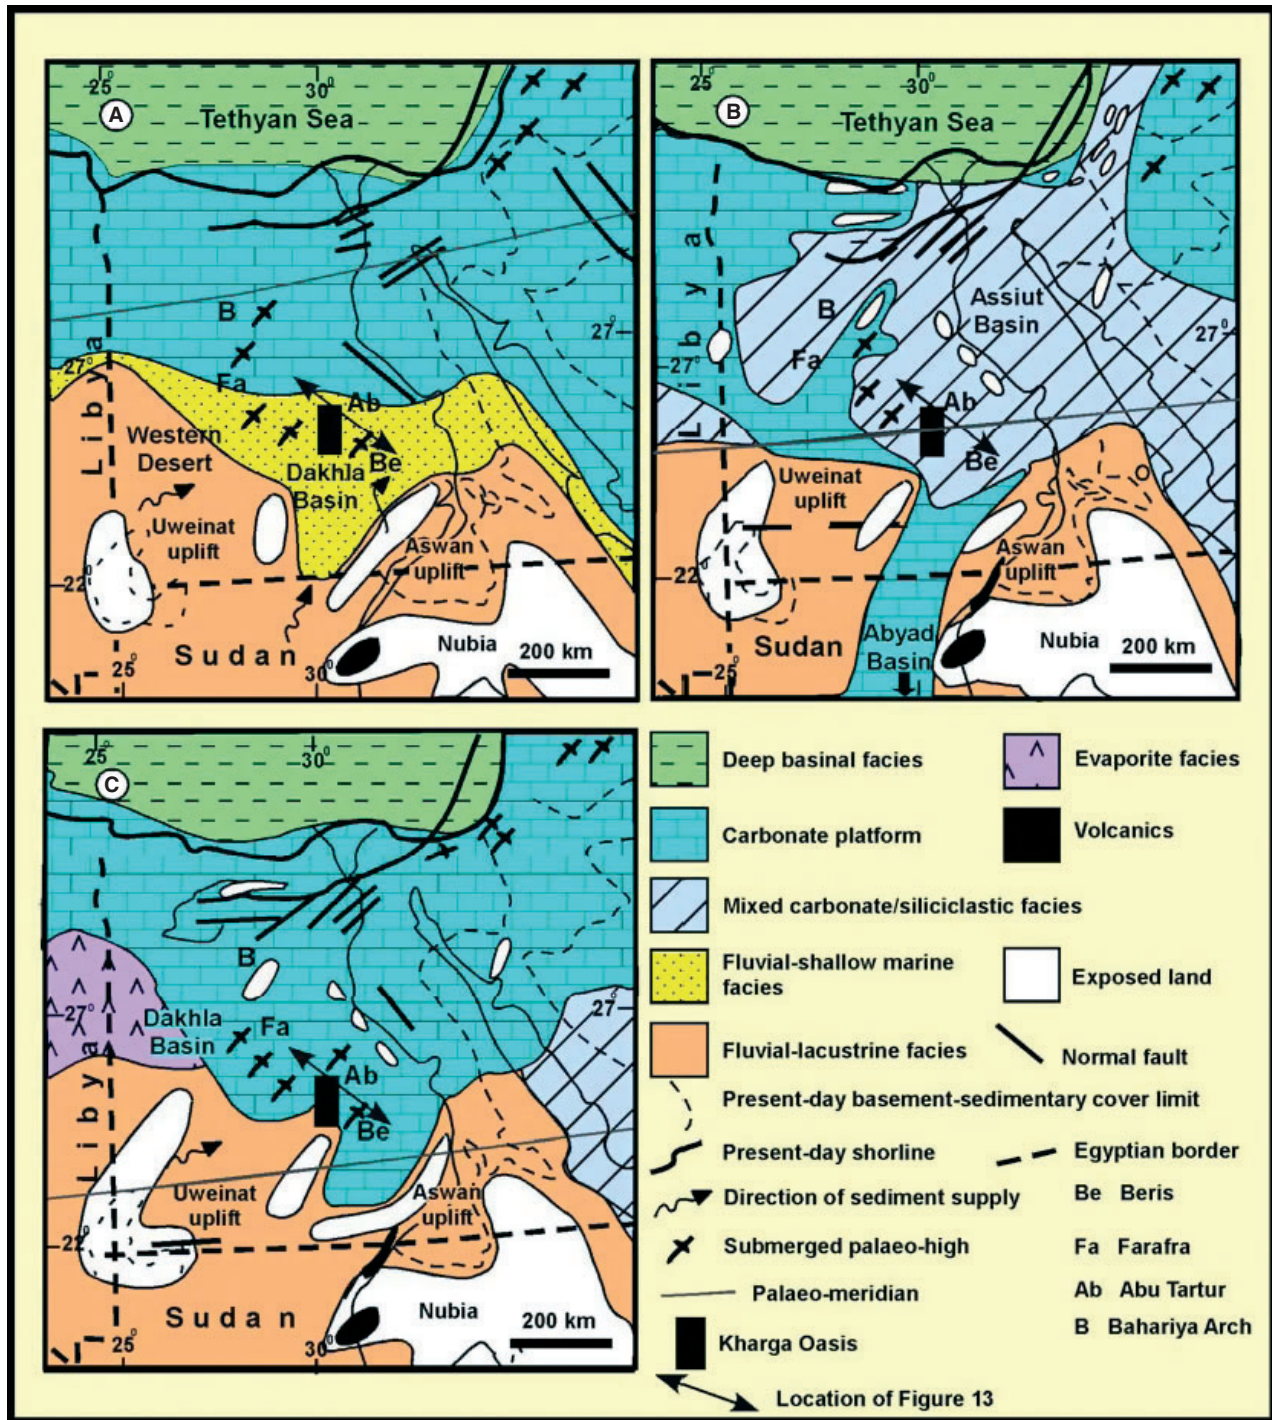 25°
30°
A
Tethyan Sea
B
27°
27°
Fa
Ab
Libya
Western
Desert
Be
Dakhla
Basin
Uweinat
uplift
Aswan
uplift
22°
Nubia
Sudan
200 km
25°
30°
25°
30°
B
Tethyan Sea
Libya
Assiut
Basin
B
27°
27°
Fa
Ab
Be
Uweinat
uplift
Aswan
uplift
22°
Abyad
Basin
Sudan
Nubia
200 km
25°
25°
30°
C
B
27°
27°
Dakhla
Basin
Fa
Libya
Ab
Be
Uweinat
uplift
Aswan
uplift
22°
Sudan
Nubia
200 km
25°
30°
Deep basinal facies
Carbonate platform
Mixed carbonate/siliciclastic facies
Fluvial-shallow marine
facies
Fluvial-lacustrine facies
Present-day basement-sedimentary cover limit
Present-day shorline
Direction of sediment supply
Submerged palaeo-high
Palaeo-meridian
Kharga Oasis
Location of Figure 13
Evaporite facies
Volcanics
Exposed land
Normal fault
Egyptian border
Be Beris
Fa Farafra
Ab Abu Tartur
B Bahariya Arch